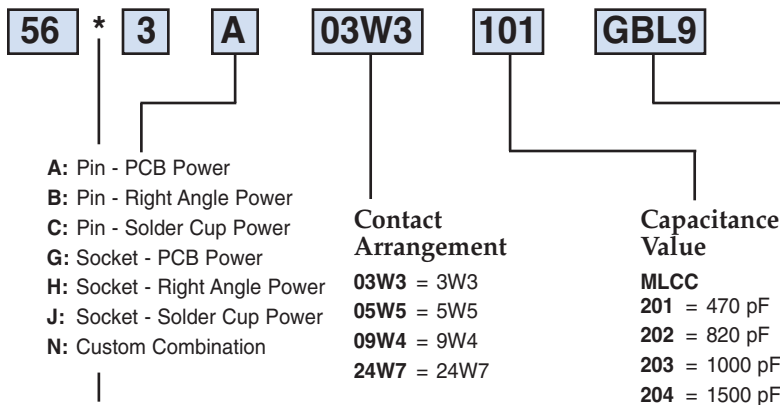 56 * 3 A 03W3 101 GBL9
A: Pin - PCB Power
B: Pin - Right Angle Power
C: Pin - Solder Cup Power
G: Socket - PCB Power
H: Socket - Right Angle Power
J: Socket - Solder Cup Power
N: Custom Combination
Contact
Arrangement
03W3 = 3W3
05W5 = 5W5
09W4 = 9W4
24W7 = 24W7
Capacitance
Value
MLCC
201 = 470 pF
202 = 820 pF
203 = 1000 pF
204 = 1500 pF